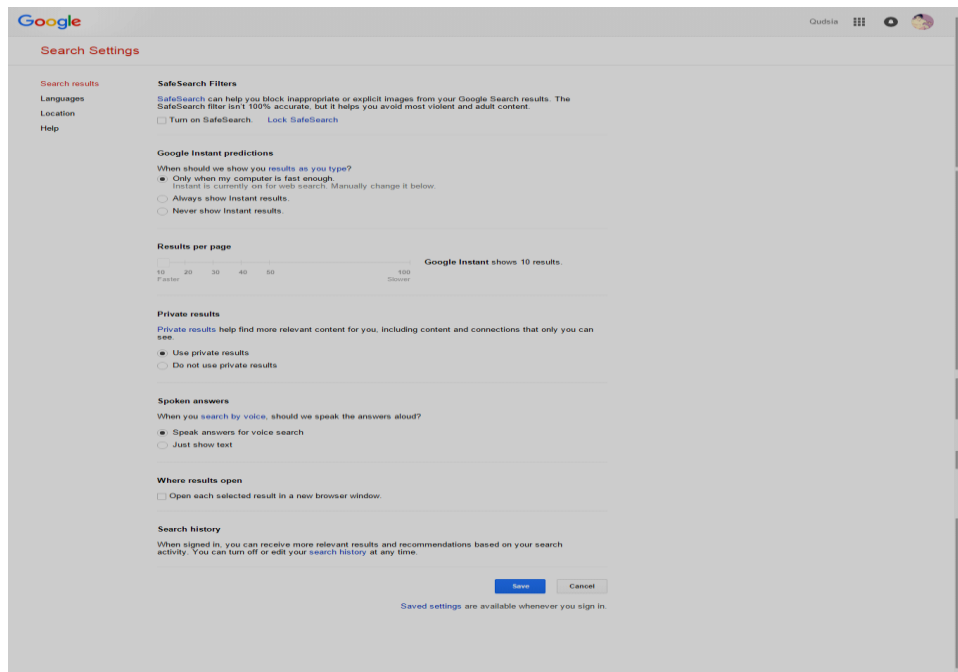 Google
Qudsia
Search Settings
Search results
Languages
Location
Help
SafeSearch Filters
SafeSearch can help you block inappropriate or explicit images from your Google Search results. The
SafeSearch filter isn't 100% accurate, but it helps you avoid most violent and adult content.
Turn on SafeSearch. Lock SafeSearch
Google Instant predictions
When should we show you results as you type?
Only when my computer is fast enough.
Instant is currently on for web search. Manually change it below.
Always show Instant results.
Never show Instant results.
Results per page
Google Instant shows 10 results.
10 20 30 40 50 100
Faster Slower
Private results
Private results help find more relevant content for you, including content and connections that only you can
see.
Use private results
Do not use private results
Spoken answers
When you search by voice, should we speak the answers aloud?
Speak answers for voice search
Just show text
Where results open
Open each selected result in a new browser window.
Search history
When signed in, you can receive more relevant results and recommendations based on your search
activity. You can turn off or edit your search history at any time.
Save Cancel
Saved settings are available whenever you sign in.